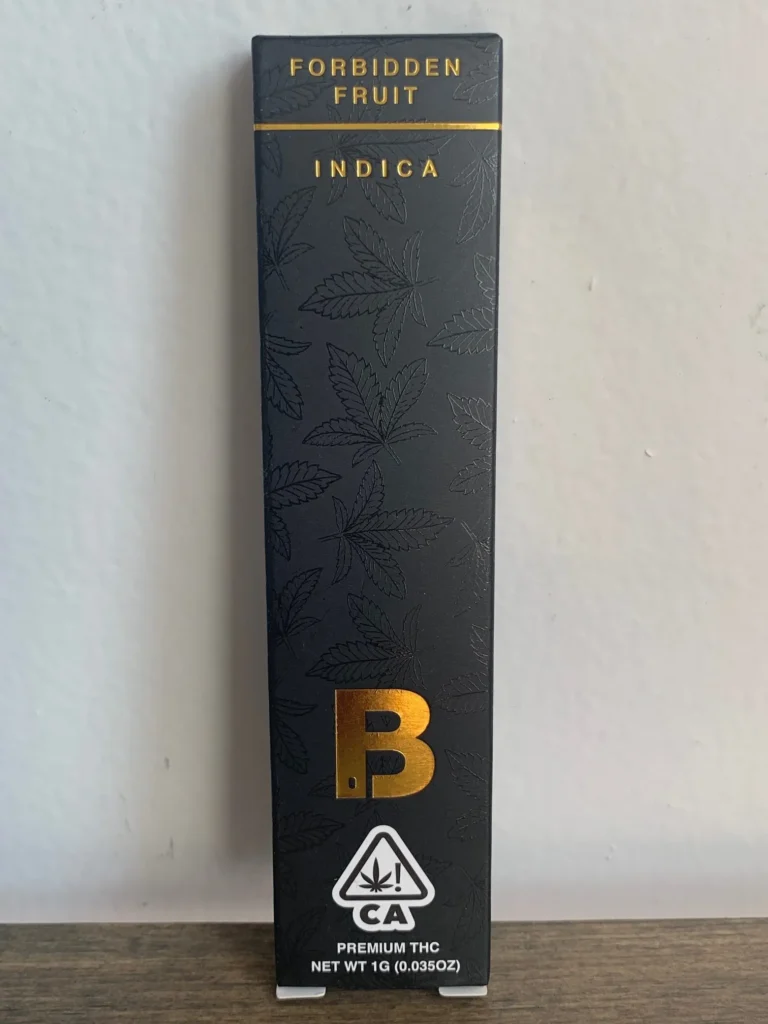 FORBIDDEN
FRUIT
INDICA
B
!
CA
PREMIUM THC
NET WT 1G (0.035OZ)